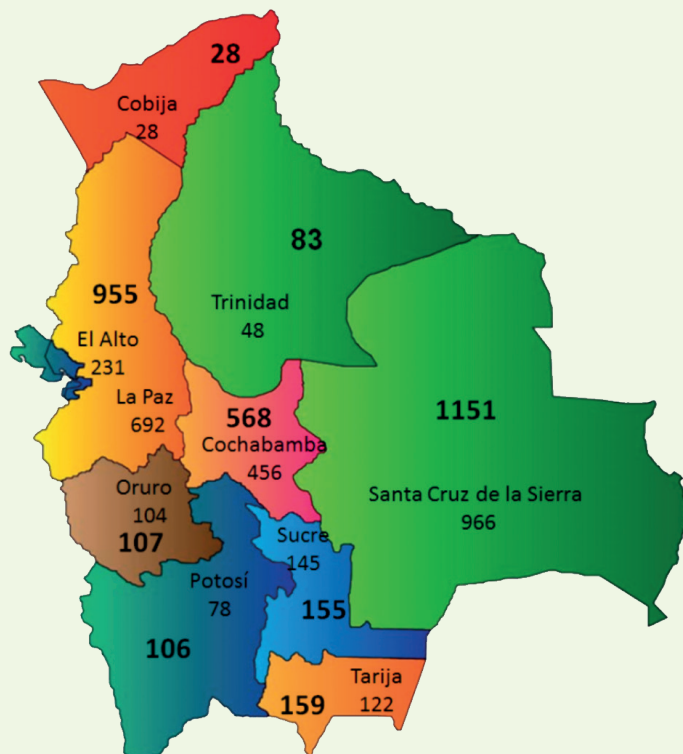 28
Cobija
28
83
955
Trinidad
48
El Alto
231
La Paz
692
568
Cochabamba
456
1151
Santa Cruz de la Sierra
966
Oruro
104
107
Sucre
145
Potosí
78
155
106
Tarija
122
159